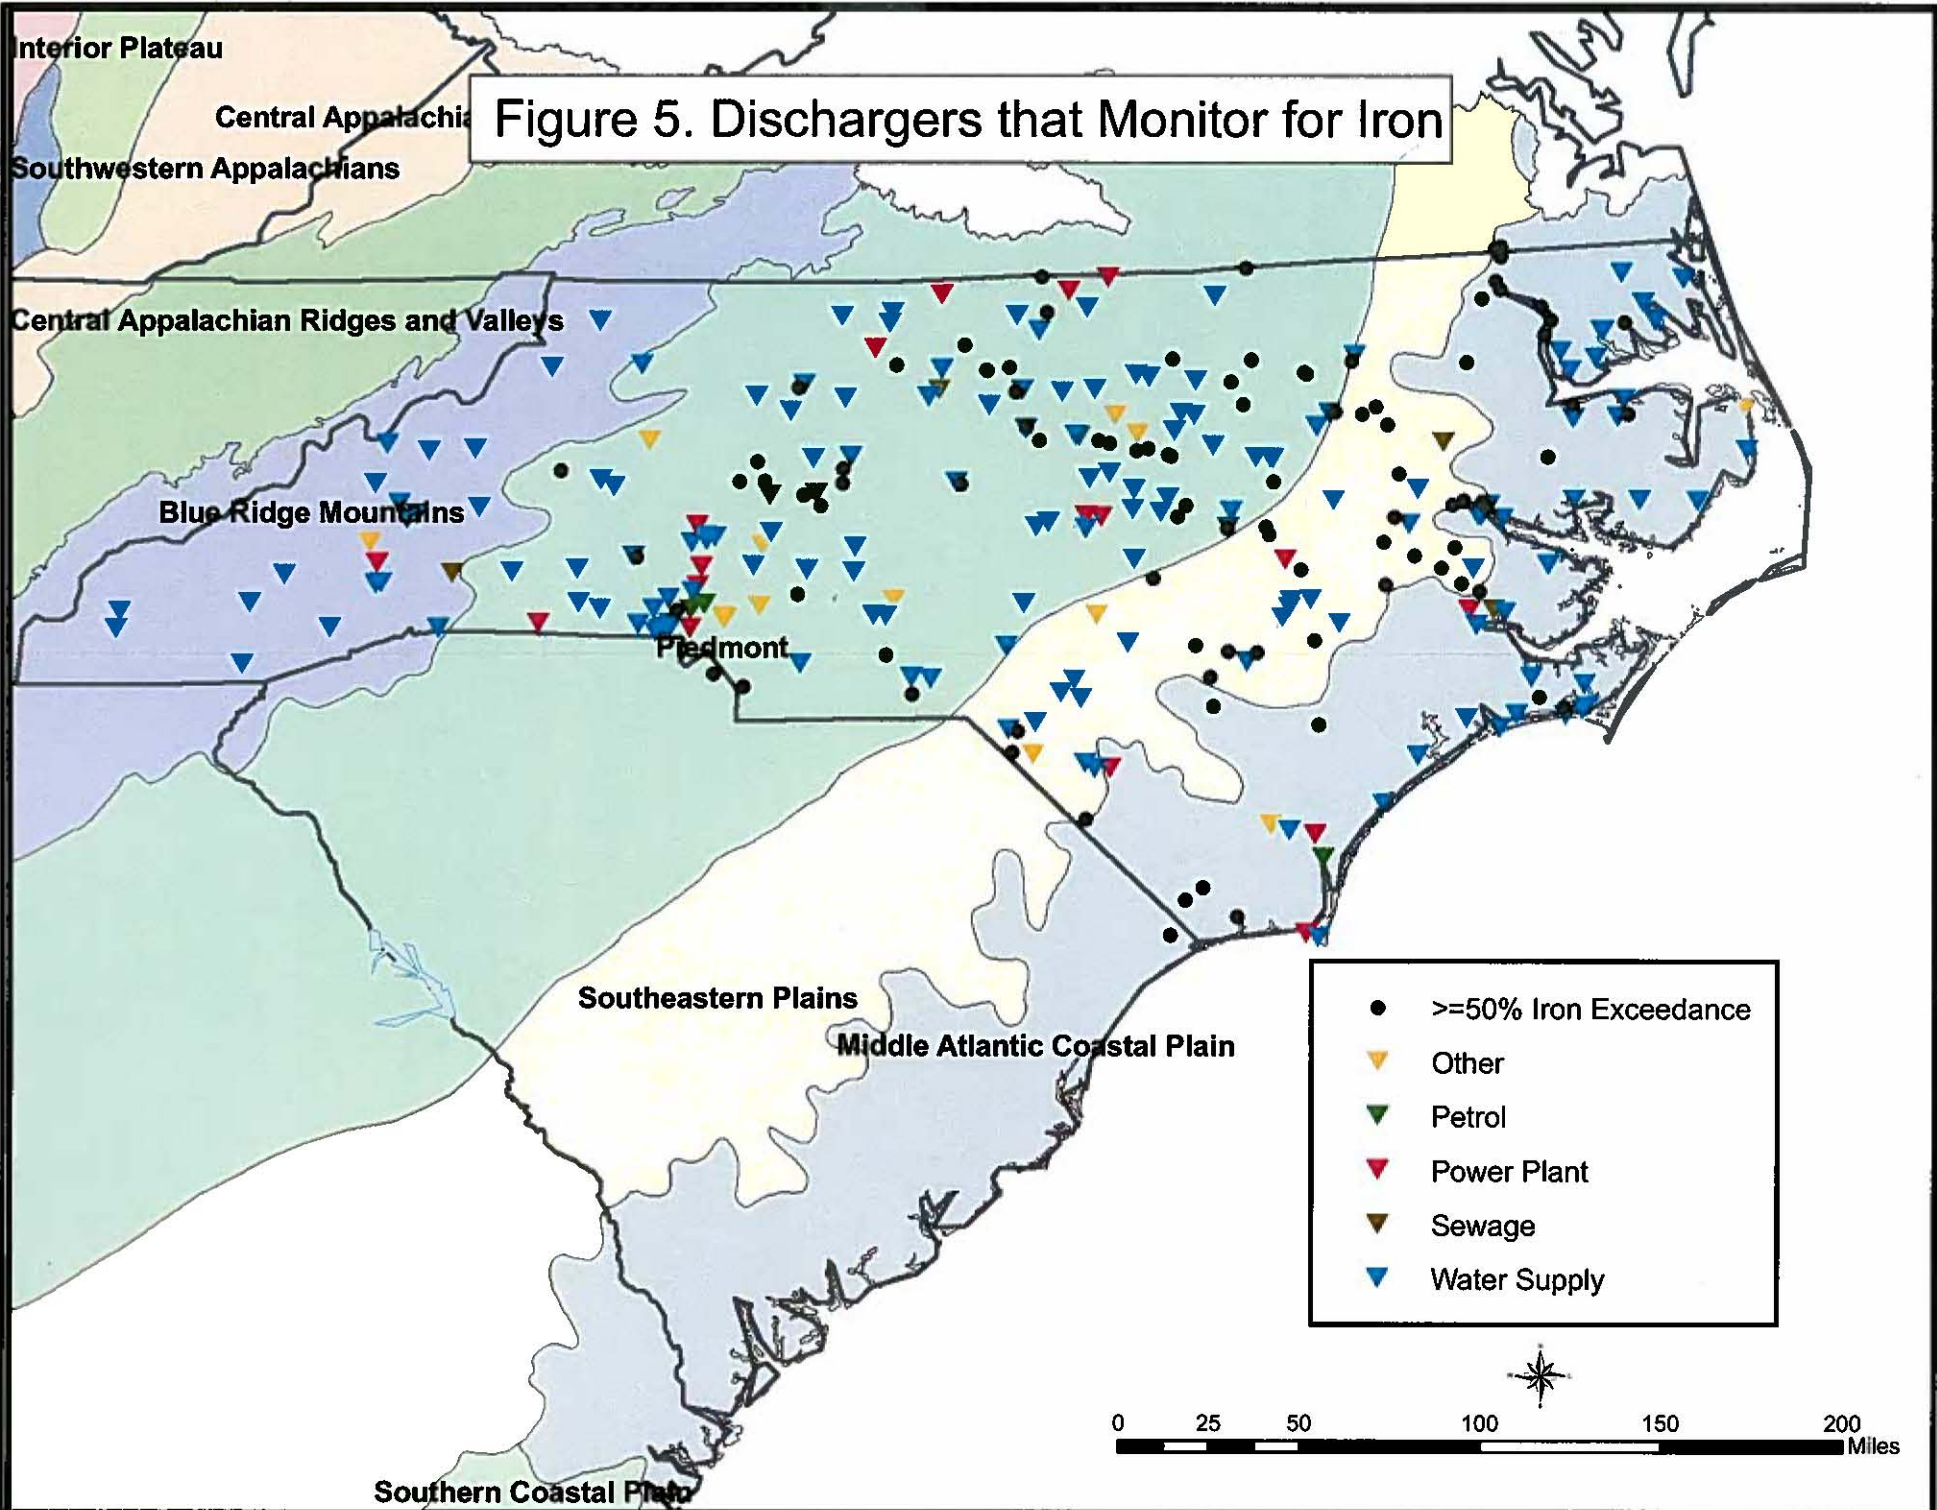 Interior Plateau
Central Appalachia
Figure 5. Dischargers that Monitor for Iron
Southwestern Appalachians
Central Appalachian Ridges and Valleys
Blue Ridge Mountains
Piedmont
Southeastern Plains
Middle Atlantic Coastal Plain
>=50% Iron Exceedance
Other
Petrol
Power Plant
Sewage
Water Supply
0 25 50 100 150 200
Miles
Southern Coastal Plain